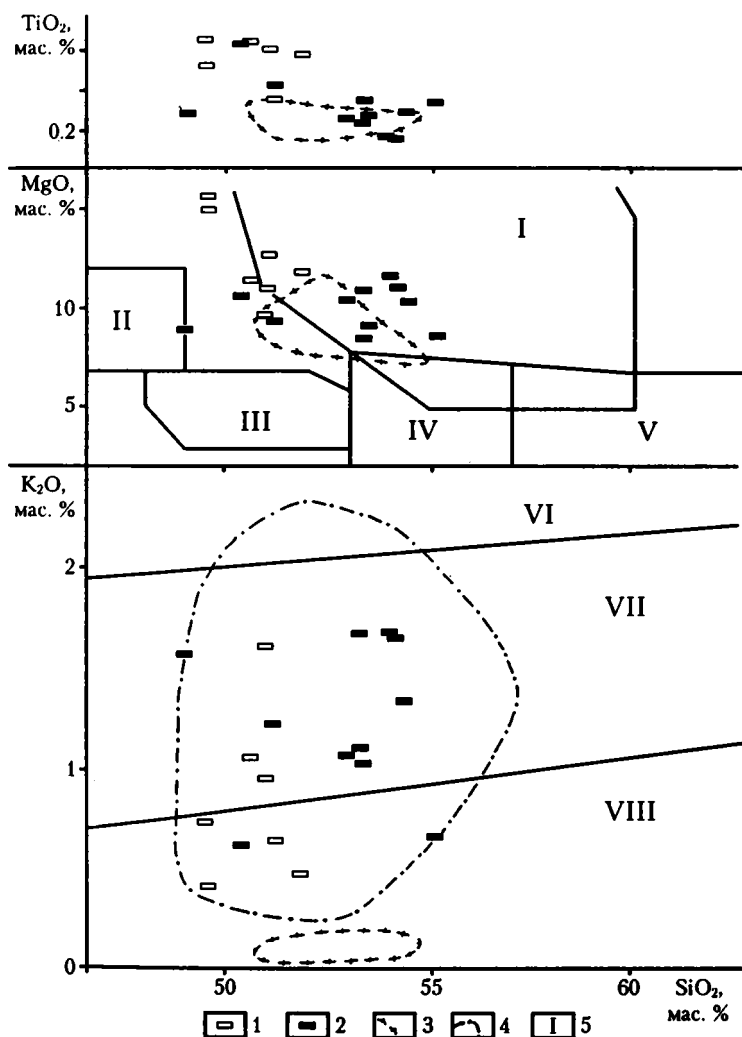 TiO₂,
мас. %
0.2
MgO,
мас. %
I
10
II
5
III
IV
V
K₂O,
мас. %
VI
2
VII
1
VIII
0
50
55
60
SiO₂,
мас. %
1
2
3
4
I 5